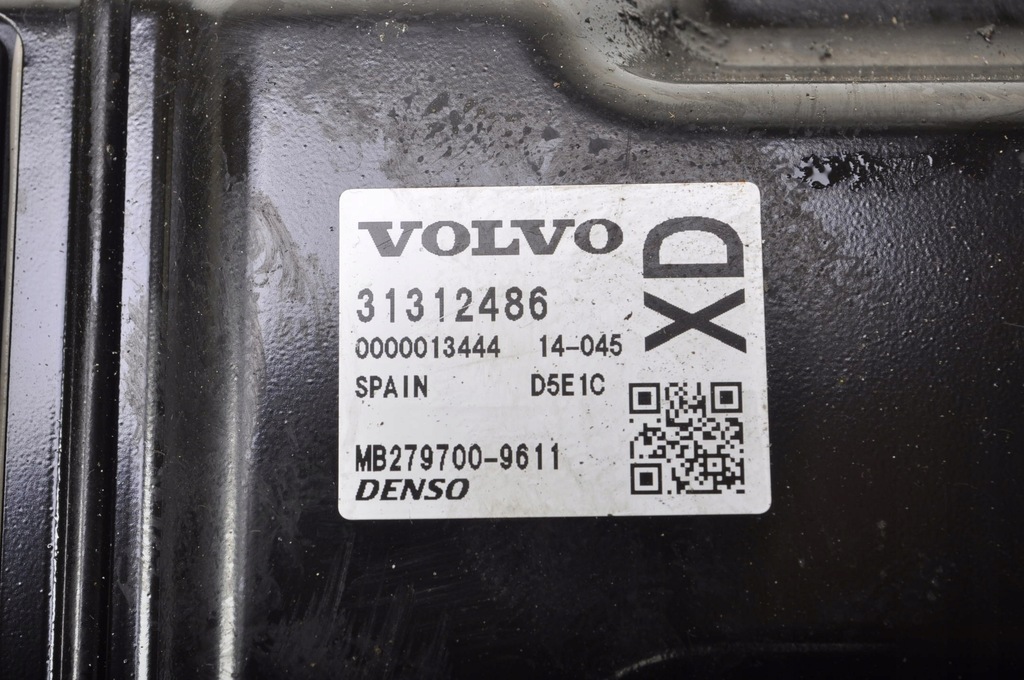 VOLVO
XD
31312486
0000013444 14-045
SPAIN D5E1C
MB279700-9611
DENSO